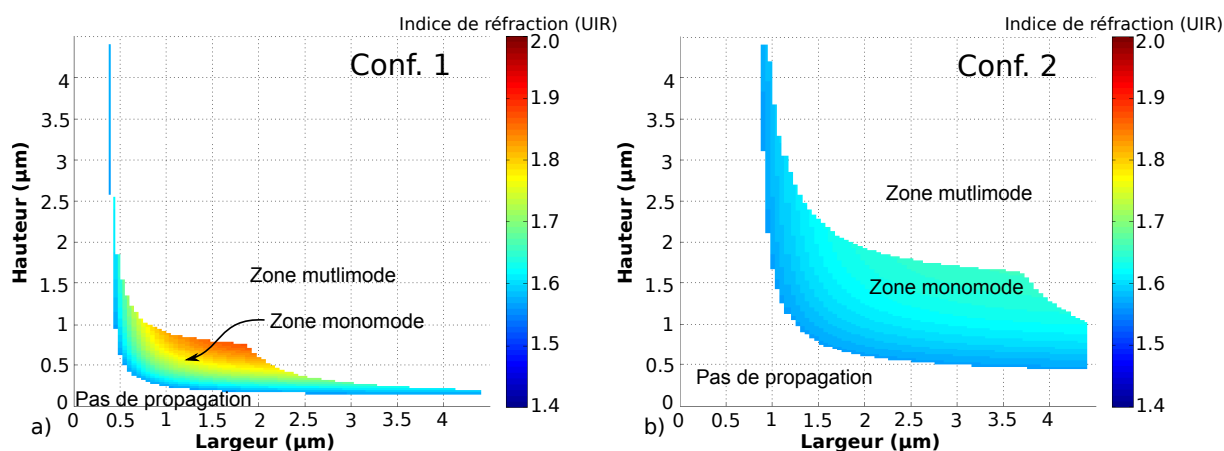 Indice de réfraction (UIR)
Conf. 1
2.0
1.9
1.8
1.7
1.6
1.5
1.4
Hauteur (µm)
4
3.5
3
2.5
2
1.5
1
0.5
0
Zone mutlimode
Zone monomode
Pas de propagation
0 0.5 1 1.5 2 2.5 3 3.5 4
a)
Largeur (µm)
Indice de réfraction (UIR)
Conf. 2
2.0
1.9
1.8
1.7
1.6
1.5
1.4
Hauteur (µm)
4
3.5
3
2.5
2
1.5
1
0.5
0
Zone mutlimode
Zone monomode
Pas de propagation
0 0.5 1 1.5 2 2.5 3 3.5 4
b)
Largeur (µm)